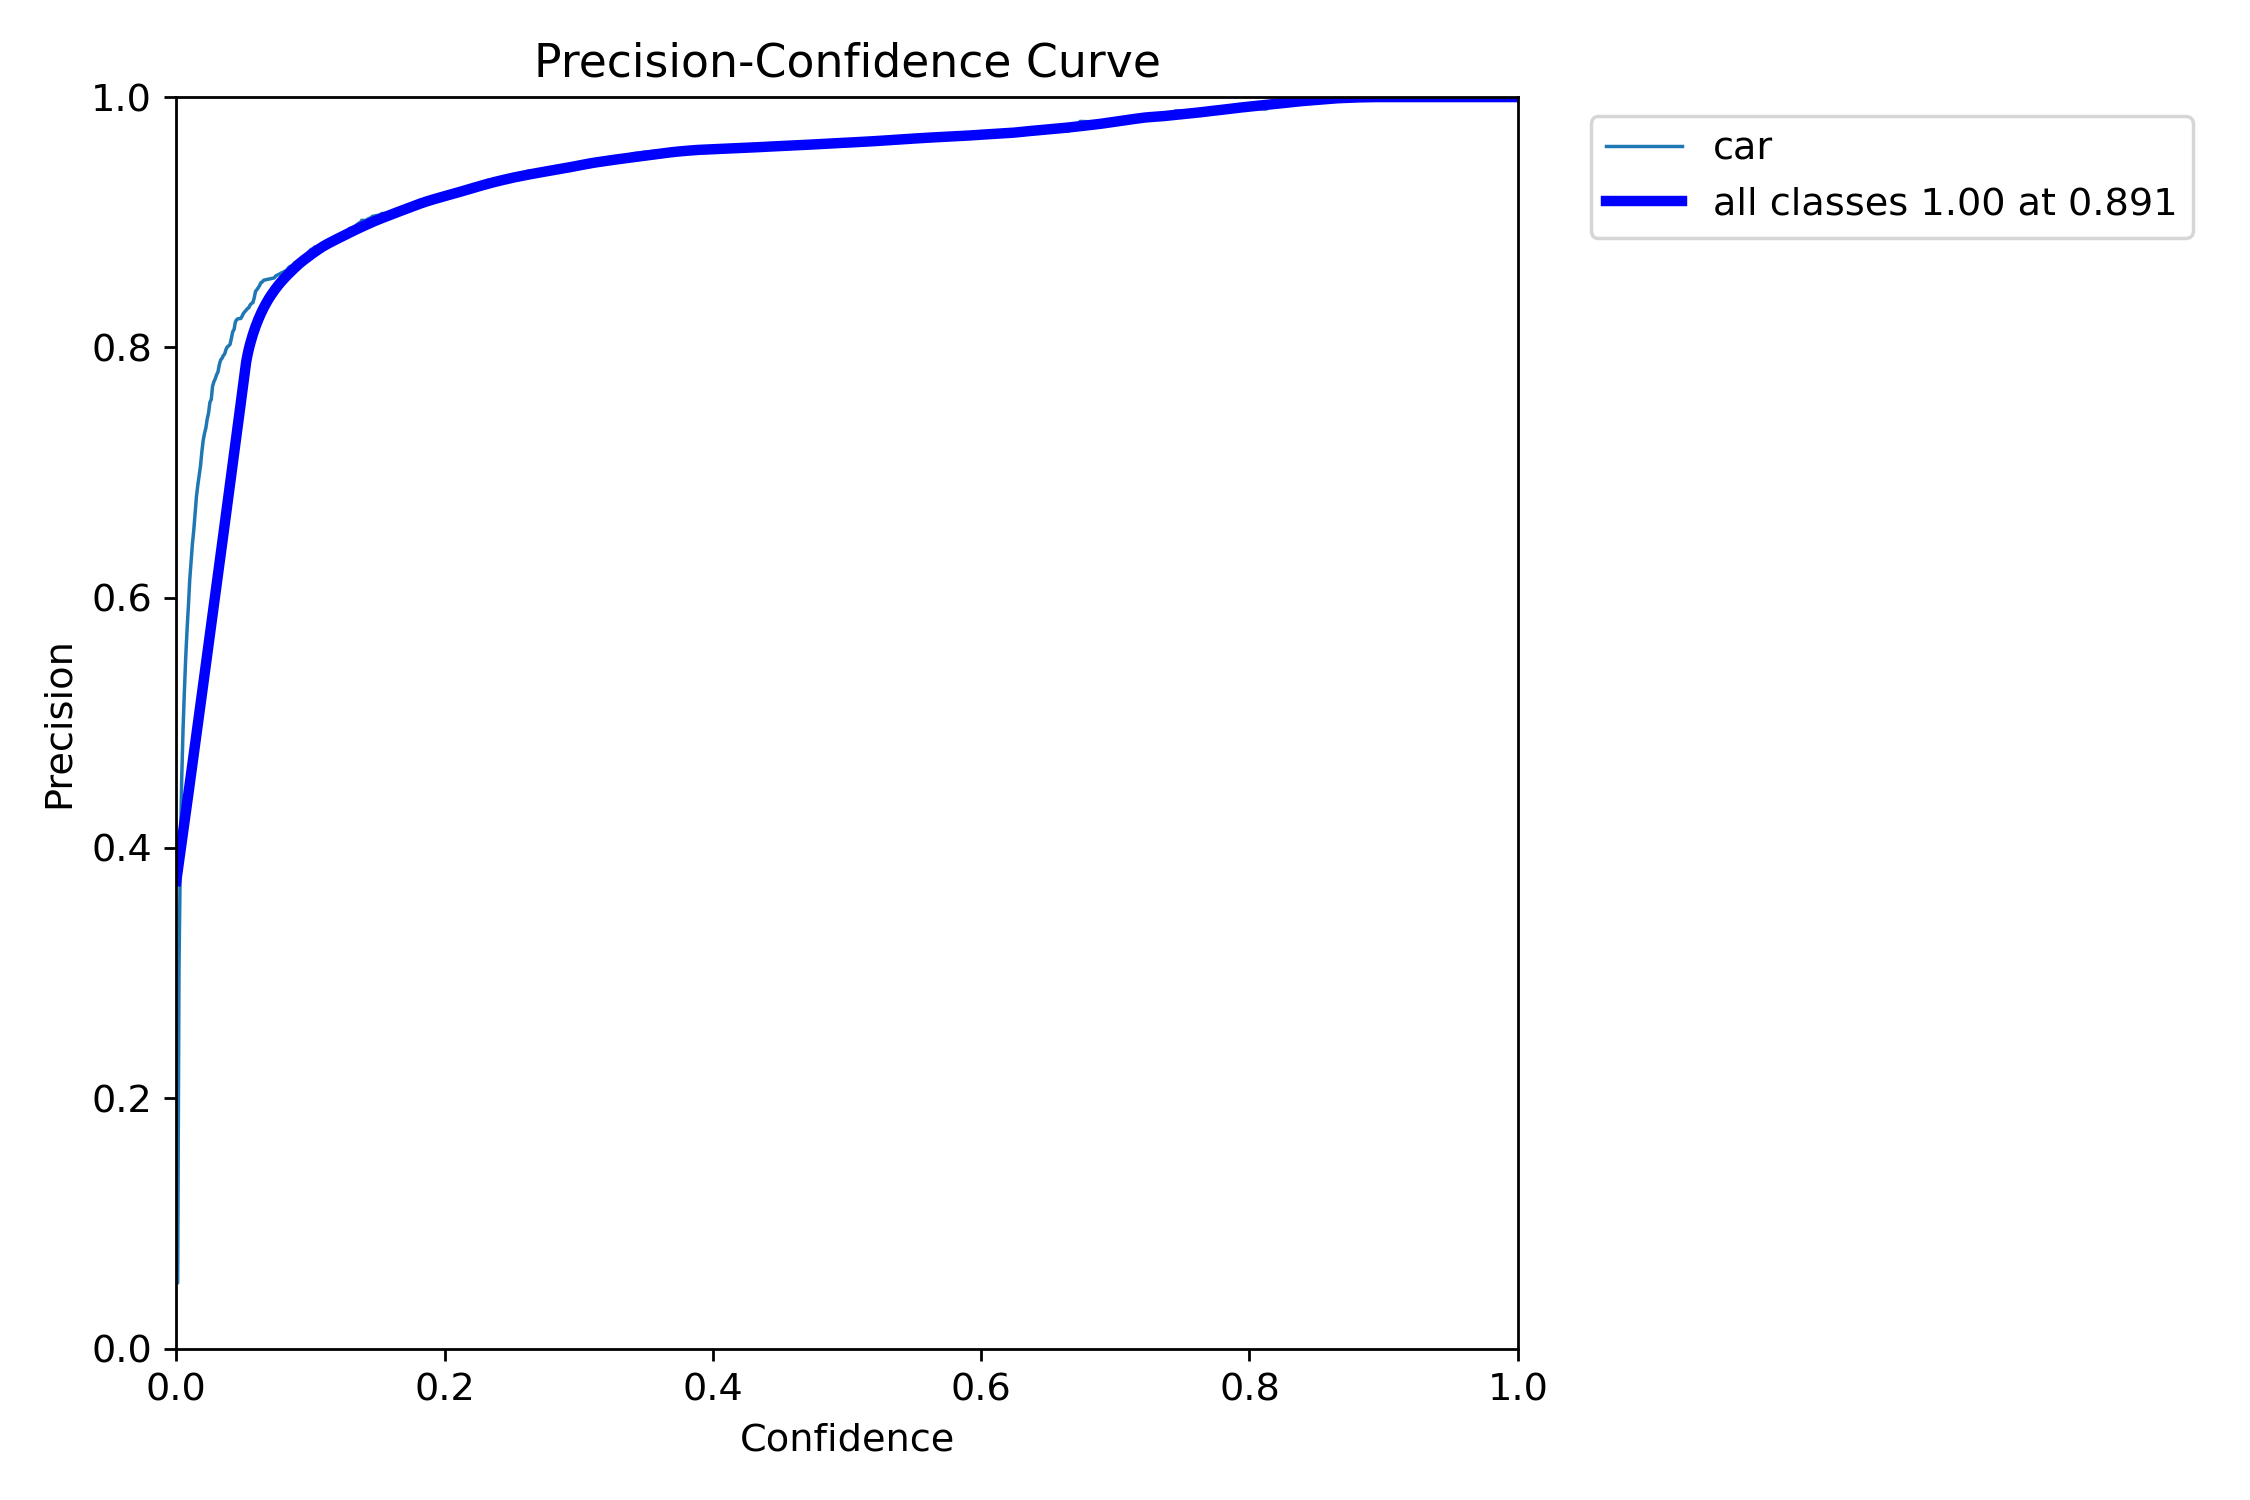 Precision-Confidence Curve
1.0
0.8
0.6
0.4
0.2
0.0
Precision
0.0 0.2 0.4 0.6 0.8 1.0
Confidence
car
all classes 1.00 at 0.891